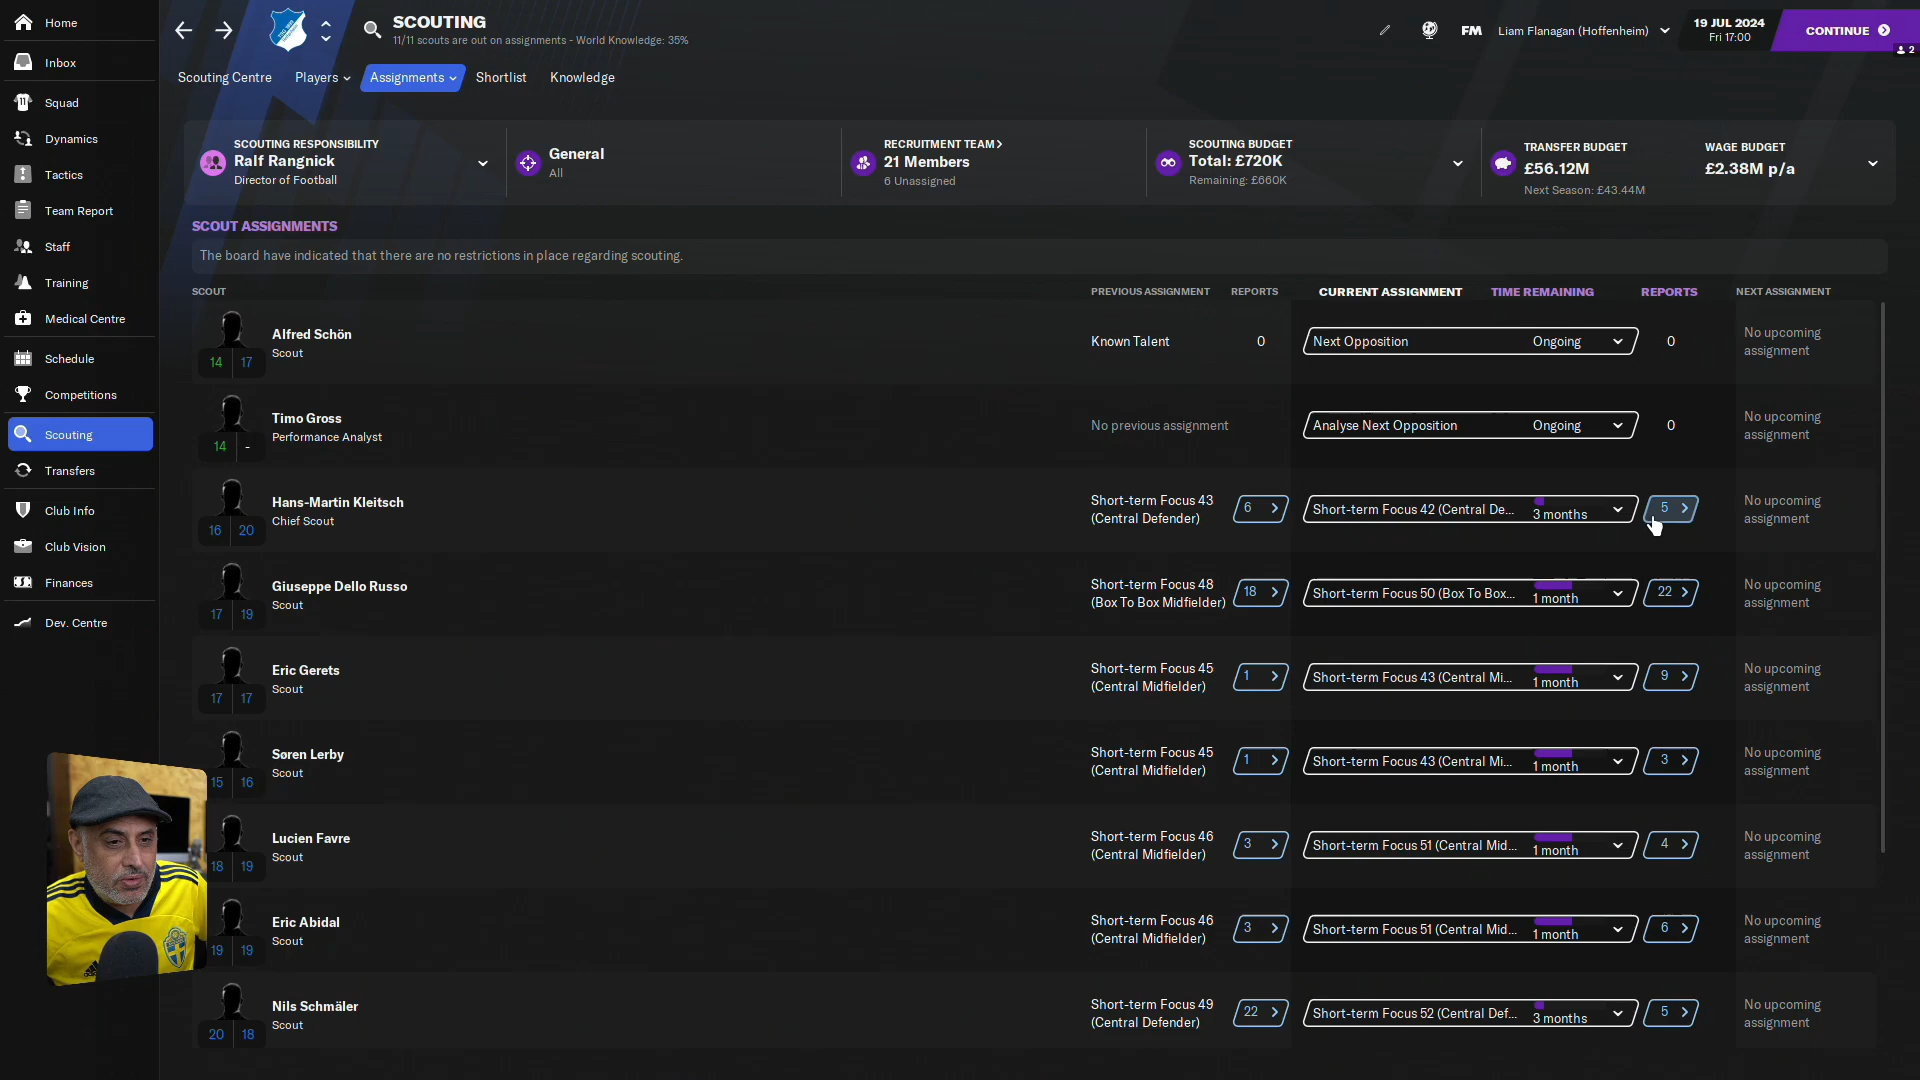 Home
Inbox
Squad
Dynamics
Tactics
Team Report
Staff
Training
Medical Centre
Schedule
Competitions
Scouting
Transfers
Club Info
Club Vision
Finances
Dev. Centre
SCOUTING
11/11 scouts are out on assignments - World Knowledge: 35%
FM Liam Flanagan (Hoffenheim)
19 JUL 2024
Fri 17:00
CONTINUE
2
Scouting Centre Players Assignments Shortlist Knowledge
SCOUTING RESPONSIBILITY
Ralf Rangnick
Director of Football
General
All
RECRUITMENT TEAM >
21 Members
6 Unassigned
SCOUTING BUDGET
Total: £720K
Remaining: £660K
TRANSFER BUDGET
£56.12M
Next Season: £43.44M
WAGE BUDGET
£2.38M p/a
SCOUT ASSIGNMENTS
The board have indicated that there are no restrictions in place regarding scouting.
SCOUT PREVIOUS ASSIGNMENT REPORTS CURRENT ASSIGNMENT TIME REMAINING REPORTS NEXT ASSIGNMENT
Alfred Schön
Scout
14 17
Known Talent 0
Next Opposition Ongoing 0
No upcoming
assignment
Timo Gross
Performance Analyst
14 -
No previous assignment
Analyse Next Opposition Ongoing 0
No upcoming
assignment
Hans-Martin Kleitsch
Chief Scout
16 20
Short-term Focus 43
(Central Defender)
6
Short-term Focus 42 (Central De... 3 months 5
No upcoming
assignment
Giuseppe Dello Russo
Scout
17 19
Short-term Focus 48
(Box To Box Midfielder)
18
Short-term Focus 50 (Box To Box... 1 month 22
No upcoming
assignment
Eric Gerets
Scout
17 17
Short-term Focus 45
(Central Midfielder)
1
Short-term Focus 43 (Central Mi... 1 month 9
No upcoming
assignment
Søren Lerby
Scout
15 16
Short-term Focus 45
(Central Midfielder)
1
Short-term Focus 43 (Central Mi... 1 month 3
No upcoming
assignment
Lucien Favre
Scout
18 19
Short-term Focus 46
(Central Midfielder)
3
Short-term Focus 51 (Central Mid... 1 month 4
No upcoming
assignment
Eric Abidal
Scout
19 19
Short-term Focus 46
(Central Midfielder)
3
Short-term Focus 51 (Central Mid... 1 month 6
No upcoming
assignment
Nils Schmäler
Scout
20 18
Short-term Focus 49
(Central Defender)
22
Short-term Focus 52 (Central Def... 3 months 5
No upcoming
assignment